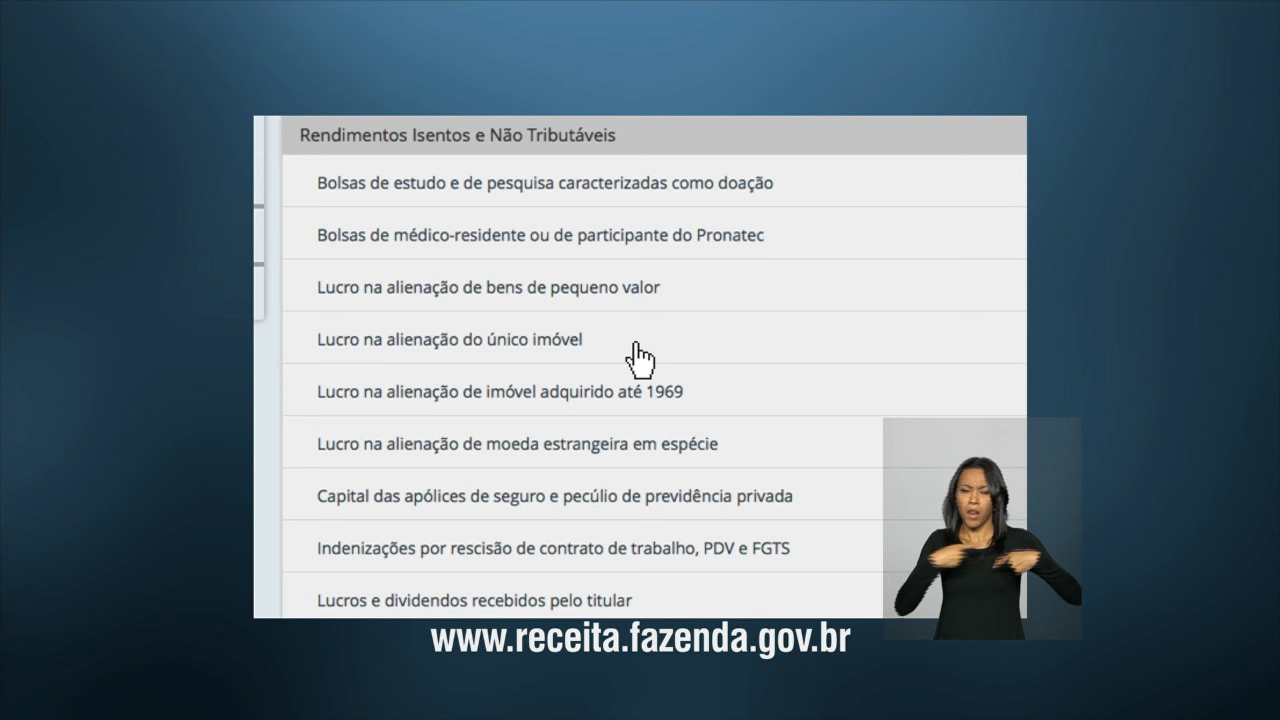 Rendimentos Isentos e Não Tributáveis
Bolsas de estudo e de pesquisa caracterizadas como doação
Bolsas de médico-residente ou de participante do Pronatec
Lucro na alienação de bens de pequeno valor
Lucro na alienação do único imóvel
Lucro na alienação de imóvel adquirido até 1969
Lucro na alienação de moeda estrangeira em espécie
Capital das apólices de seguro e pecúlio de previdência privada
Indenizações por rescisão de contrato de trabalho, PDV e FGTS
Lucros e dividendos recebidos pelo titular
www.receita.fazenda.gov.br